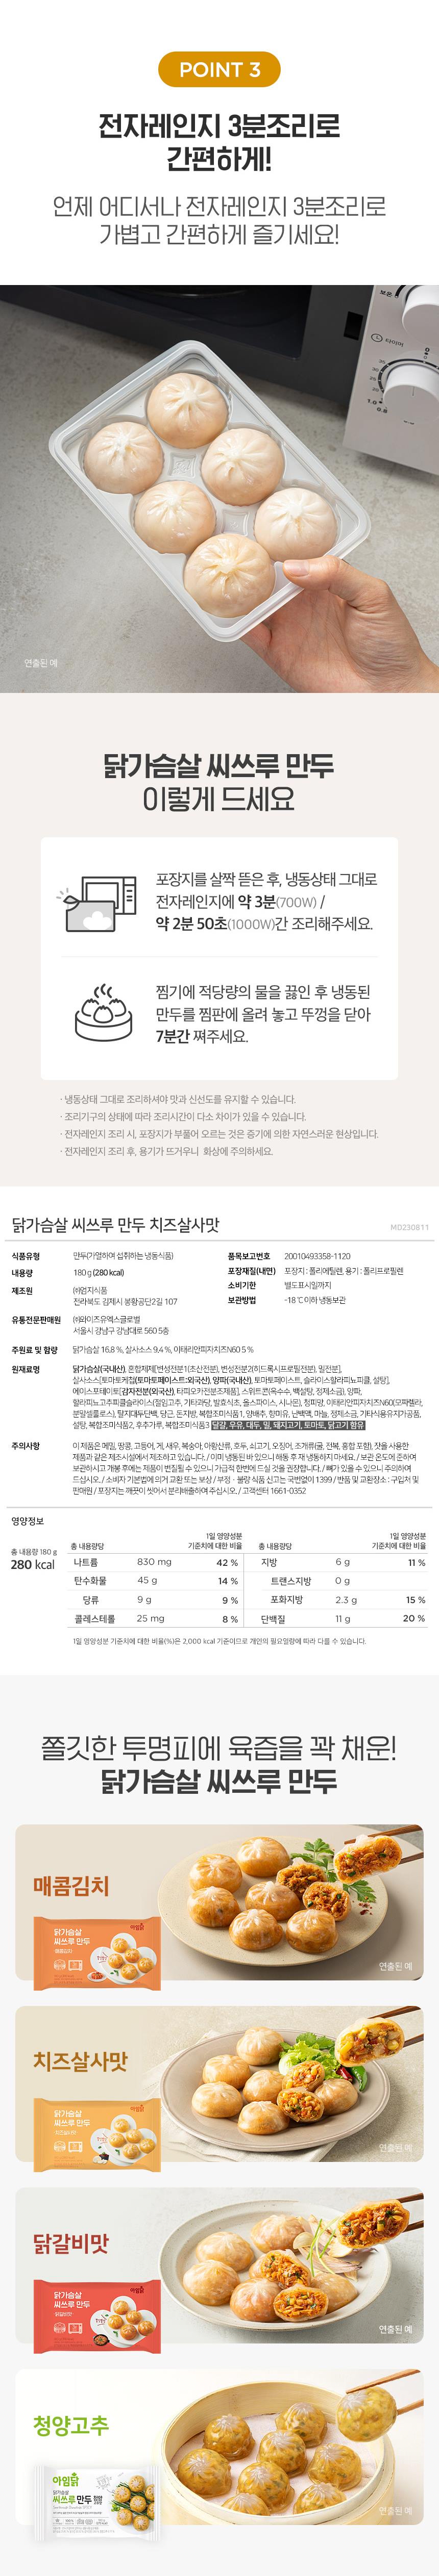 POINT 3
전자레인지 3분조리로
간편하게!
언제 어디서나 전자레인지 3분조리로
가볍고 간편하게 즐기세요!
타이머
연출된 예
닭가슴살 씨쓰루 만두
이렇게 드세요
포장지를 살짝 뜯은 후, 냉동상태 그대로
전자레인지에 약 3분(700W) /
약 2분 50초(1000W)간 조리해주세요.
찜기에 적당량의 물을 끓인 후 냉동된
만두를 찜판에 올려 놓고 뚜껑을 닫아
7분간 쪄주세요.
· 냉동상태 그대로 조리하셔야 맛과 신선도를 유지할 수 있습니다.
· 조리기구의 상태에 따라 조리시간이 다소 차이가 있을 수 있습니다.
· 전자레인지 조리 시, 포장지가 부풀어 오르는 것은 증기에 의한 자연스러운 현상입니다.
· 전자레인지 조리 후, 용기가 뜨거우니 화상에 주의하세요.
닭가슴살 씨쓰루 만두 치즈살사맛
MD230811
식품유형 만두(가열하여 섭취하는 냉동식품)
품목보고번호 20010493358-1120
내용량 180 g (280 kcal)
포장재질(내면) 포장지 : 폴리에틸렌, 용기 : 폴리프로필렌
제조원 ㈜엄지식품
전라북도 김제시 봉황공단2길 107
소비기한 별도표시일까지
보관방법 -18 ℃ 이하 냉동보관
유통전문판매원 ㈜와이즈유엑스글로벌
서울시 강남구 강남대로 560 5층
주원료 및 함량 닭가슴살 16.8 %, 살사소스 9.4 %, 이태리안피자치즈N60 5 %
원재료명 닭가슴살(국내산), 혼합제제[변성전분1(초산전분), 변성전분2(히드록시프로필전분), 밀전분],
살사소스[토마토케첩(토마토페이스트:외국산), 양파(국내산), 토마토페이스트, 슬라이스할라피뇨피클, 설탕],
에이스포테이토[감자전분(외국산), 타피오카전분조제품], 스위트콘(옥수수, 백설탕, 정제소금), 양파,
할라피뇨고추피클슬라이스(절임고추, 기타과당, 발효식초, 올스파이스, 시나몬), 청피망, 이태리안피자치즈N60(모짜렐라,
분말셀룰로스), 탈지대두단백, 당근, 돈지방, 복합조미식품1, 양배추, 향미유, 난백액, 마늘, 정제소금, 기타식용유지가공품,
설탕, 복합조미식품2, 후추가루, 복합조미식품3 달걀, 우유, 대두, 밀, 돼지고기, 토마토, 닭고기 함유
주의사항 이 제품은 메밀, 땅콩, 고등어, 게, 새우, 복숭아, 아황산류, 호두, 쇠고기, 오징어, 조개류(굴, 전복, 홍합 포함), 잣을 사용한
제품과 같은 제조시설에서 제조하고 있습니다. / 이미 냉동된 바 있으니 해동 후 재 냉동하지 마세요. / 보관 온도에 준하여
보관하시고 개봉 후에는 제품이 변질될 수 있으니 가급적 한번에 드실 것을 권장합니다. / 뼈가 있을 수 있으니 주의하여
드십시오. / 소비자 기본법에 의거 교환 또는 보상 / 부정 · 불량 식품 신고는 국번없이 1399 / 반품 및 교환장소 : 구입처 및
판매원 / 포장지는 깨끗이 씻어서 분리배출하여 주십시오. / 고객센터 1661-0352
영양정보
총 내용량 180 g
280 kcal
총 내용량당 1일 영양성분 기준치에 대한 비율 총 내용량당 1일 영양성분 기준치에 대한 비율
나트륨 830 mg 42 % 지방 6 g 11 %
탄수화물 45 g 14 % 트랜스지방 0 g
당류 9 g 9 % 포화지방 2.3 g 15 %
콜레스테롤 25 mg 8 % 단백질 11 g 20 %
1일 영양성분 기준치에 대한 비율(%)은 2,000 kcal 기준이므로 개인의 필요열량에 따라 다를 수 있습니다.
쫄깃한 투명피에 육즙을 꽉 채운!
닭가슴살 씨쓰루 만두
매콤김치
아임닭
닭가슴살
씨쓰루 만두
매콤김치
연출된 예
치즈살사맛
아임닭
닭가슴살
씨쓰루 만두
치즈살사맛
연출된 예
닭갈비맛
아임닭
닭가슴살
씨쓰루 만두
닭갈비맛
연출된 예
청양고추
아임닭
닭가슴살
씨쓰루 만두
연출된 예